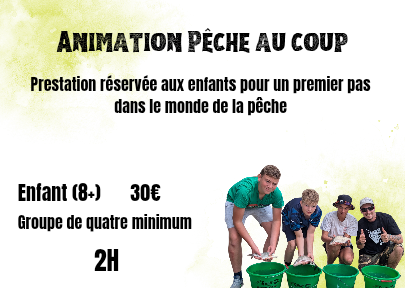 Animation Pêche au coup
Prestation réservée aux enfants pour un premier pas
dans le monde de la pêche
Enfant (8+) 30€
Groupe de quatre minimum
2H